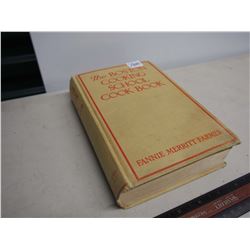 The BOSTON
COOKING
SCHOOL
COOK BOOK
FANNIE MERRITT FARMER